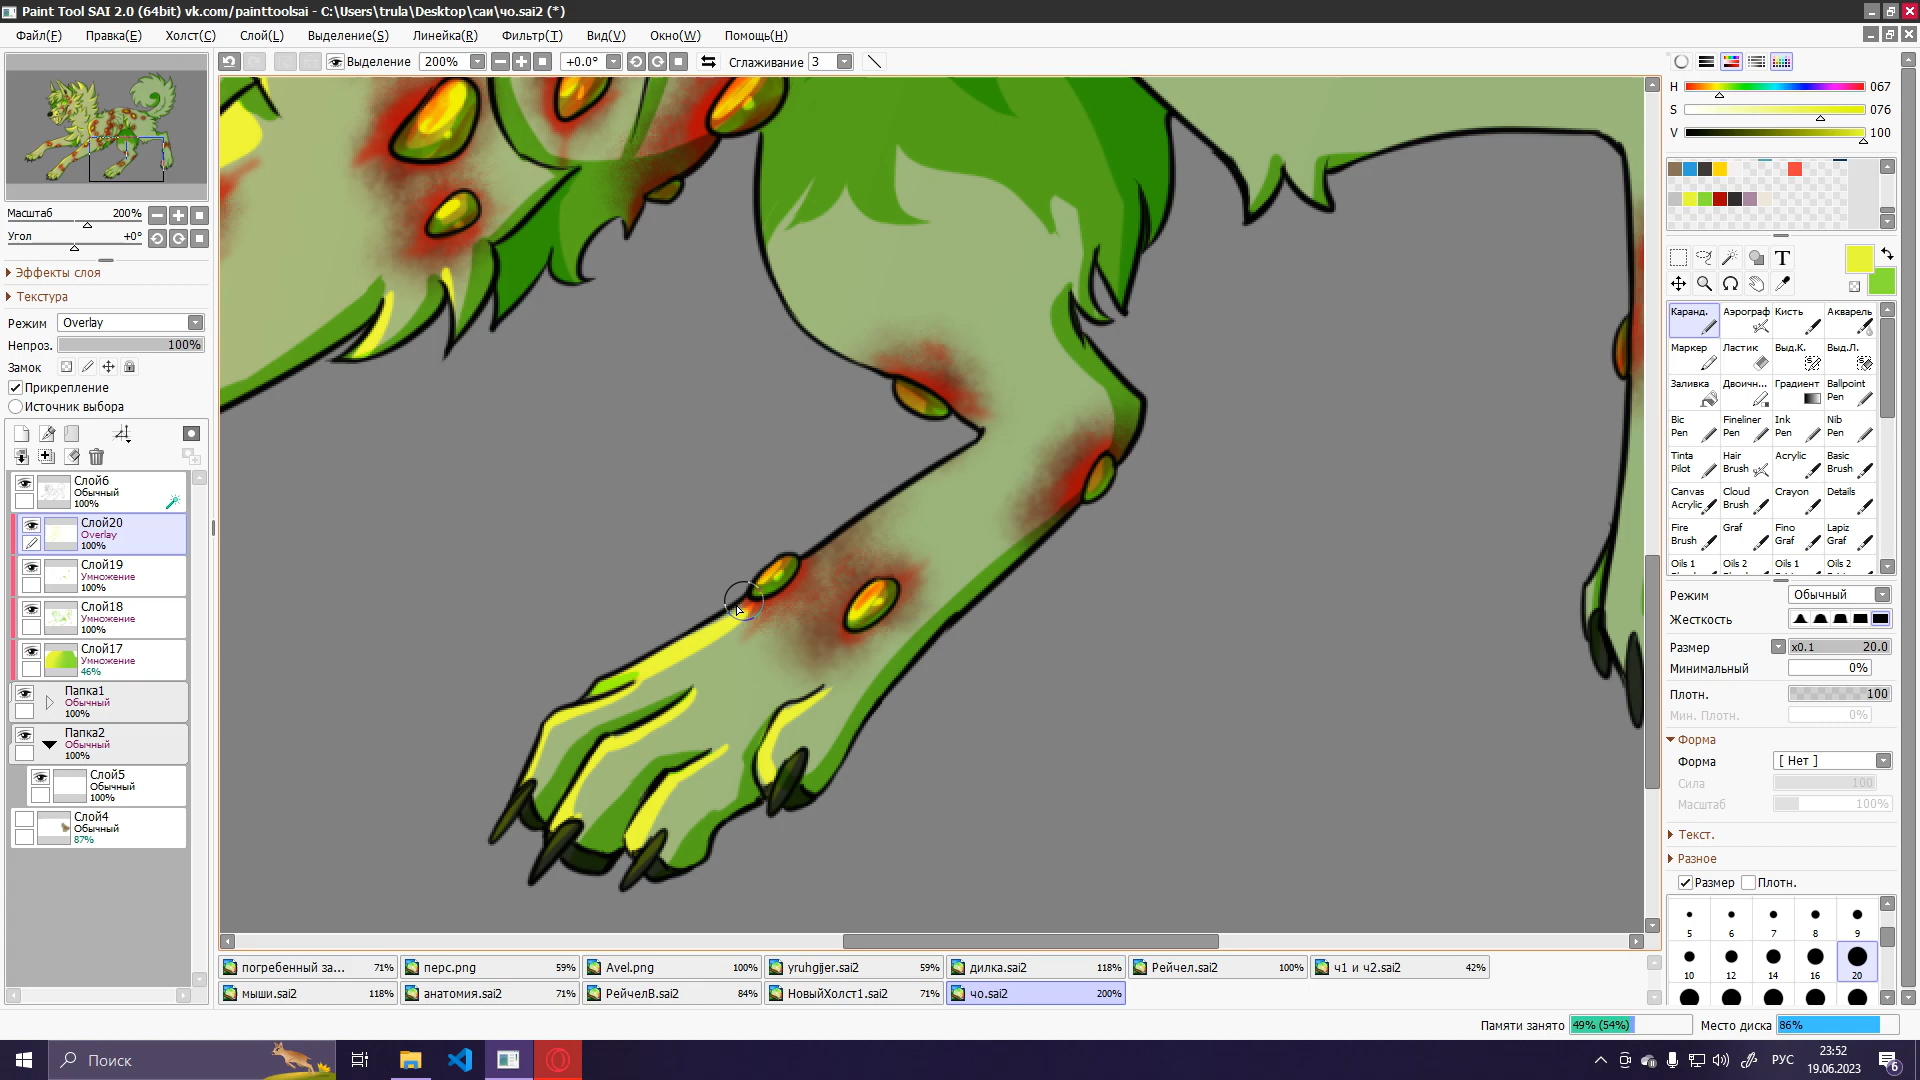 Paint Tool SAI 2.0 (64bit) vk.com/painttoolsai - C:\Users\trula\Desktop\саи\чо.sai2 (*)
Файл(F) Правка(E) Холст(C) Слой(L) Выделение(S) Линейка(R) Фильтр(T) Вид(V) Окно(W) Помощь(H)
Выделение 200% +0.0° Сглаживание 3
H 067
S 076
V 100
Масштаб 200%
Угол +0°
Эффекты слоя
Текстура
Режим Overlay
Непроз. 100%
Замок
Прикрепление
Источник выбора
Слой6
Обычный
100%
Слой20
Overlay
100%
Слой19
Умножение
100%
Слой18
Умножение
100%
Слой17
Умножение
46%
Папка1
Обычный
100%
Папка2
Обычный
100%
Слой5
Обычный
100%
Слой4
Обычный
87%
T
Каранд. Аэрограф Кисть Акварель
Маркер Ластик Выд.К. Выд.Л.
Заливка Двоичн... Градиент Ballpoint Pen
Bic Pen Fineliner Pen Ink Pen Nib Pen
Tinta Pilot Hair Brush Acrylic Basic Brush
Canvas Acrylic Cloud Brush Crayon Details
Fire Brush Graf Fino Graf Lapiz Graf
Oils 1 Oils 2 Oils 1 Oils 2
Режим Обычный
Жесткость
Размер x0.1 20.0
Минимальный 0%
Плотн. 100
Мин. Плотн. 0%
Форма
Форма [ Нет ]
Сила 100
Масштаб 100%
Текст.
Разное
Размер Плотн.
5 6 7 8 9
10 12 14 16 20
погребенный за... 71% перс.png 59% Avel.png 100% yruhgijer.sai2 59% дилка.sai2 118% Рейчел.sai2 100% ч1 и ч2.sai2 42%
мыши.sai2 118% анатомия.sai2 71% РейчелВ.sai2 84% НовыйХолст1.sai2 71% чо.sai2 200%
Памяти занято 49% (54%) Место диска 86%
Поиск
РУС
23:52
19.06.2023
6